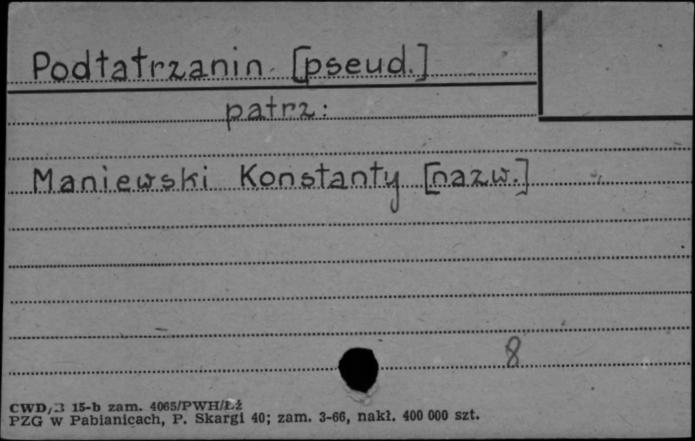 Podtatrzanin [pseud.]
patrz:
Maniewski Konstanty [nazw.]
8
CWD/3 15-b zam. 4065/PWH/Łż
PZG w Pabianicach, P. Skargi 40; zam. 3-66, nakł. 400 000 szt.